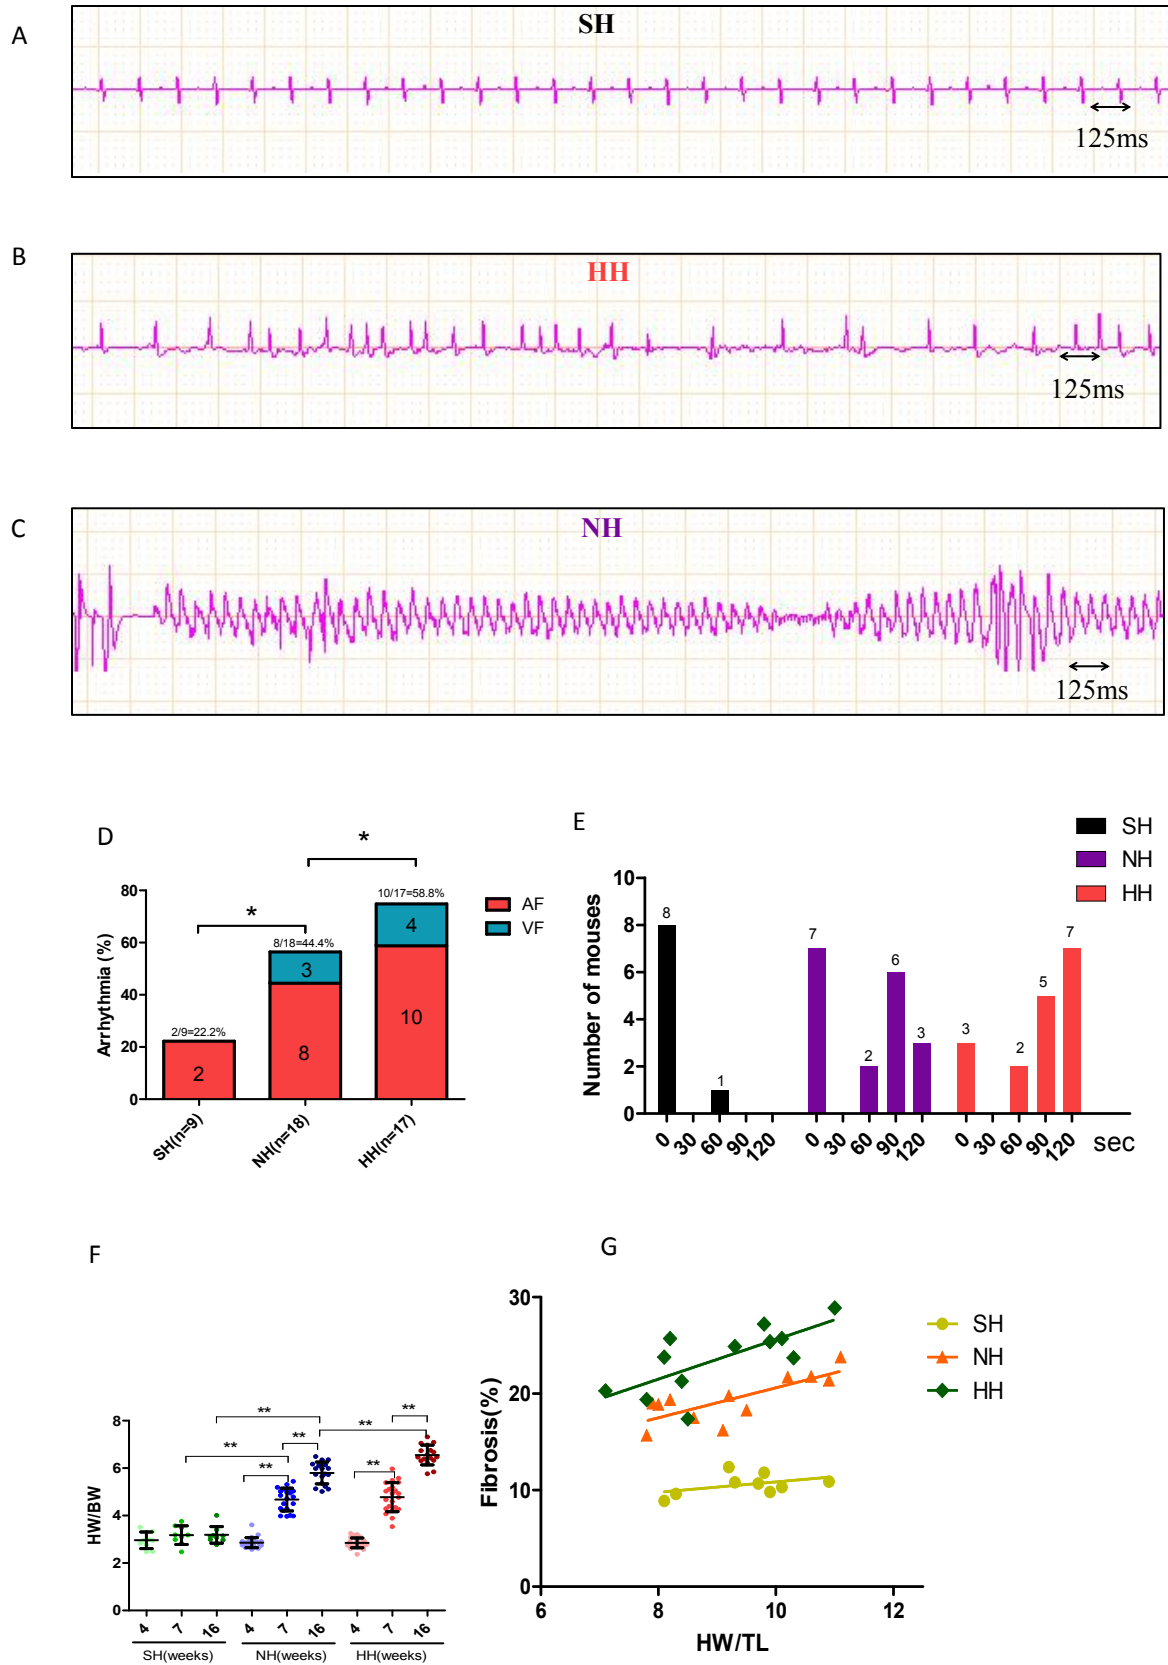 A
SH
125ms
B
HH
125ms
C
NH
125ms
D
*
*
80
60
40
20
0
Arrhythmia (%)
2/9=22.2%
8/18=44.4%
10/17=58.8%
2
3
8
4
10
SH(n=9)
NH(n=18)
HH(n=17)
AF
VF
E
SH
NH
HH
10
8
6
4
2
0
Number of mouses
8
1
7
2
6
3
3
2
5
7
0 30 60 90 120 0 30 60 90 120 0 30 60 90 120 sec
F
8
6
4
2
0
HW/BW
**
**
**
**
**
**
**
4 7 16 4 7 16 4 7 16
SH(weeks) NH(weeks) HH(weeks)
G
30
20
10
0
Fibrosis(%)
6 8 10 12
HW/TL
SH
NH
HH